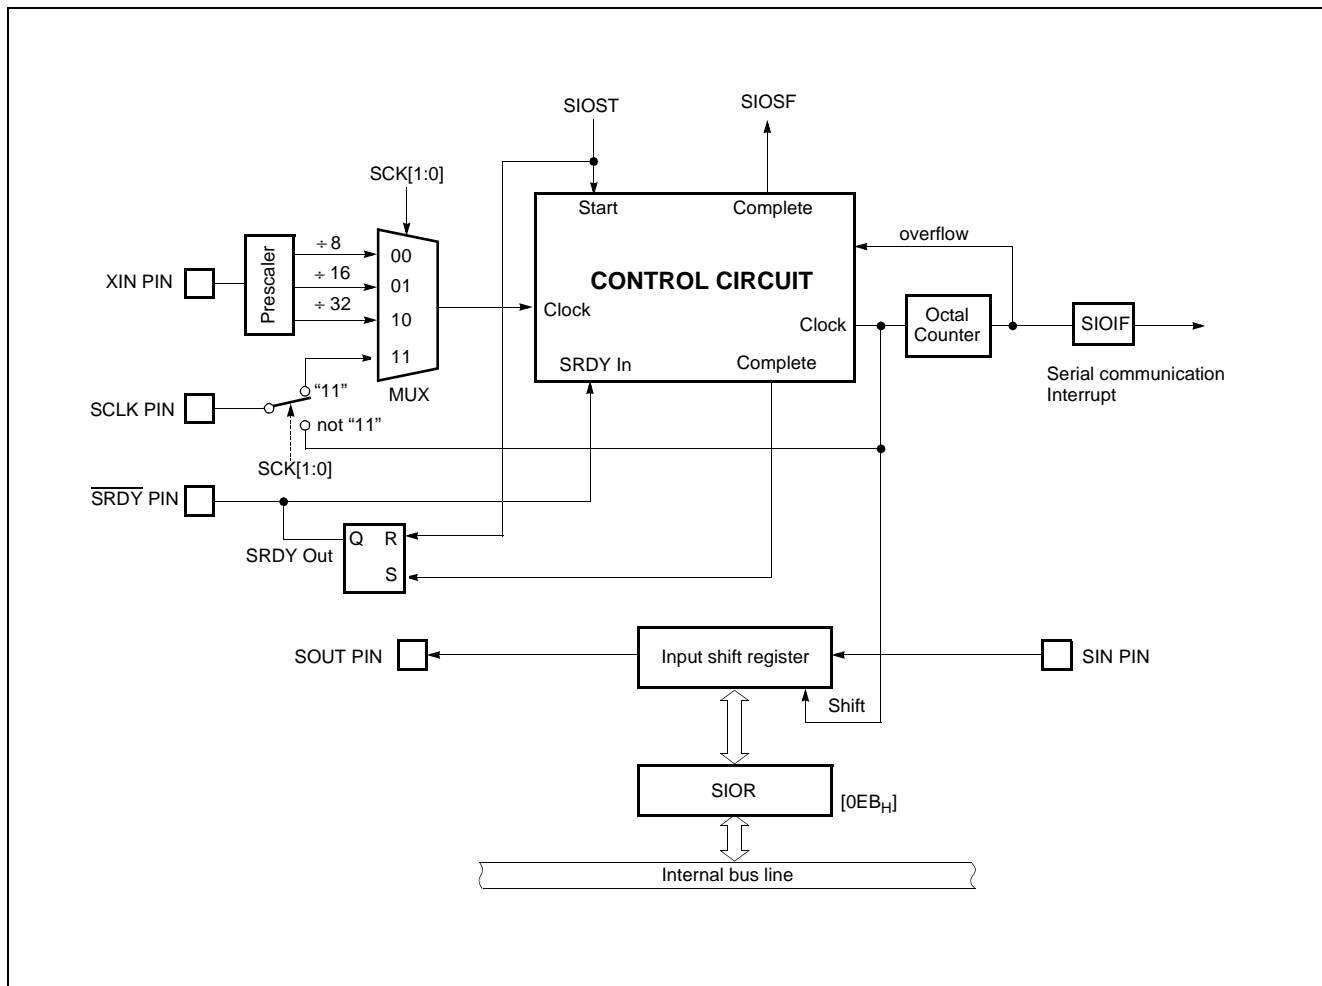 SIOST
SIOSF
SCK[1:0]
Start
Complete
overflow
÷ 8
XIN PIN
Prescaler
00
÷ 16
01
CONTROL CIRCUIT
÷ 32
10
Clock
Clock
Octal
Counter
SIOIF
11
SRDY In
Complete
MUX
Serial communication
Interrupt
SCLK PIN
“11”
not “11”
SCK[1:0]
SRDY PIN
Q
R
SRDY Out
S
SOUT PIN
Input shift register
SIN PIN
Shift
SIOR
[0EBH]
Internal bus line